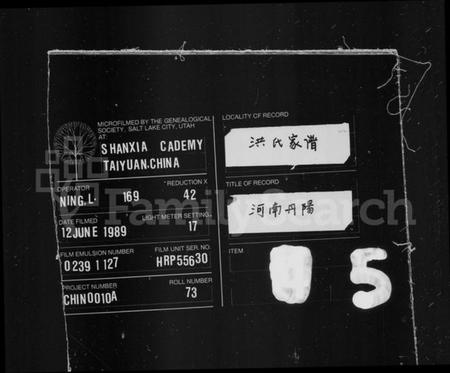 MICROFILMED BY THE GENEALOGICAL
SOCIETY, SALT LAKE CITY, UTAH
AT:
SHANXIA CADEMY
TAIYUAN.CHINA
OPERATOR
REDUCTION X
NING.L. 169 42
DATE FILMED
LIGHT METER SETTING
12JUNE 1989 17
FILM EMULSION NUMBER
FILM UNIT SER. NO.
0239 1127 HRP55630
PROJECT NUMBER
ROLL NUMBER
CHIN0010A 73
LOCALITY OF RECORD
洪氏家谱
TITLE OF RECORD
河南丹陽
ITEM
5
FamilySearch